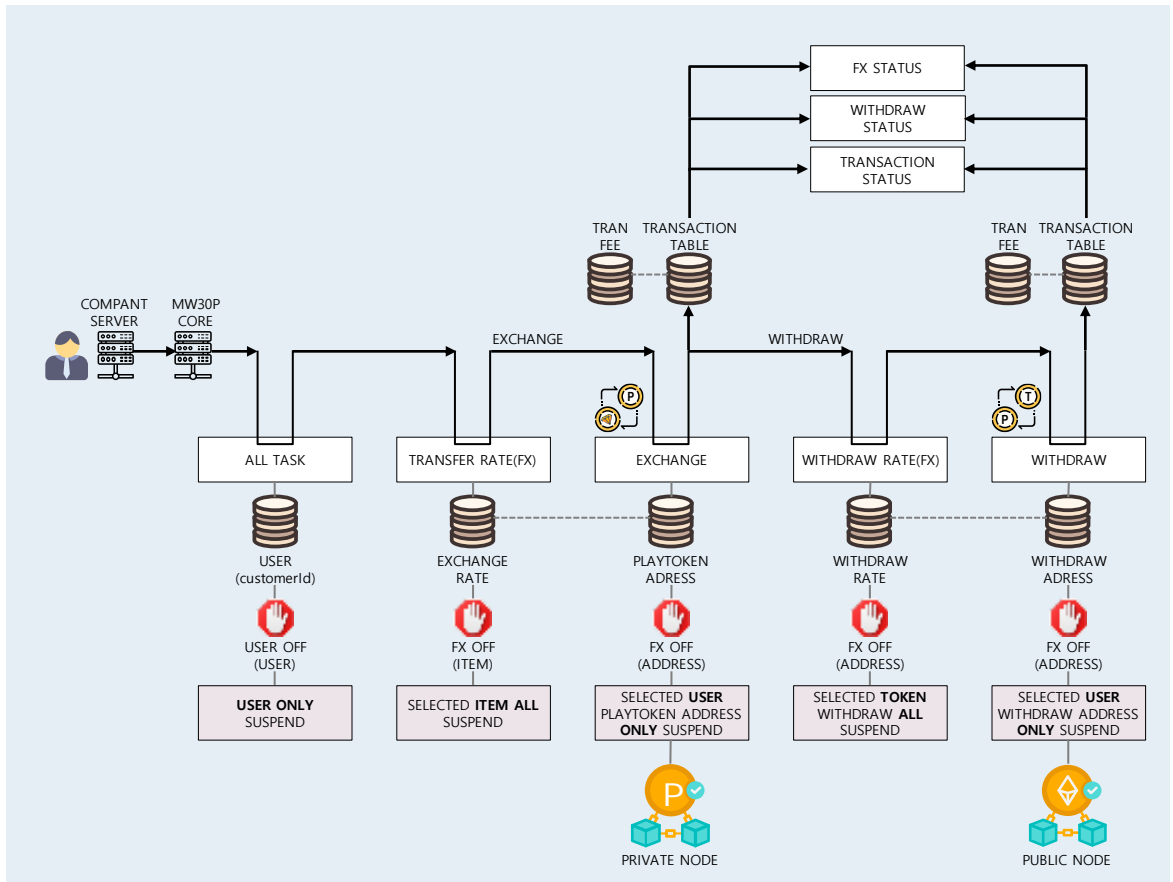 FX STATUS
WITHDRAW
STATUS
TRANSACTION
STATUS
TRAN
FEE
TRANSACTION
TABLE
TRAN
FEE
TRANSACTION
TABLE
COMPANT
SERVER
MW30P
CORE
EXCHANGE
WITHDRAW
P
T
P
ALL TASK
TRANSFER RATE(FX)
EXCHANGE
WITHDRAW RATE(FX)
WITHDRAW
USER
(customerId)
EXCHANGE
RATE
PLAYTOKEN
ADRESS
WITHDRAW
RATE
WITHDRAW
ADRESS
USER OFF
(USER)
FX OFF
(ITEM)
FX OFF
(ADDRESS)
FX OFF
(ADDRESS)
FX OFF
(ADDRESS)
USER ONLY
SUSPEND
SELECTED ITEM ALL
SUSPEND
SELECTED USER
PLAYTOKEN ADDRESS
ONLY SUSPEND
SELECTED TOKEN
WITHDRAW ALL
SUSPEND
SELECTED USER
WITHDRAW ADDRESS
ONLY SUSPEND
P
PRIVATE NODE
PUBLIC NODE